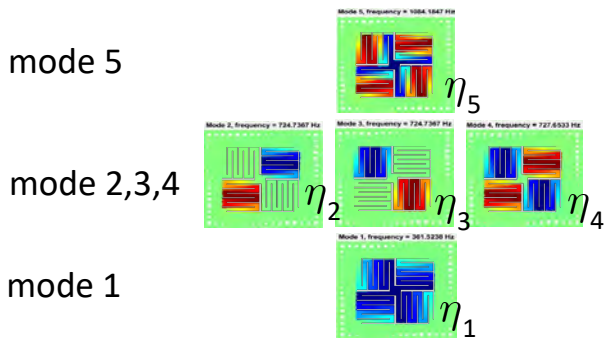 Mode 5, frequency = 1084.1847 Hz
mode 5
η5
Mode 2, frequency = 724.7367 Hz
Mode 3, frequency = 724.7367 Hz
Mode 4, frequency = 727.6533 Hz
mode 2,3,4
η2
η3
η4
Mode 1, frequency = 361.5238 Hz
mode 1
η1